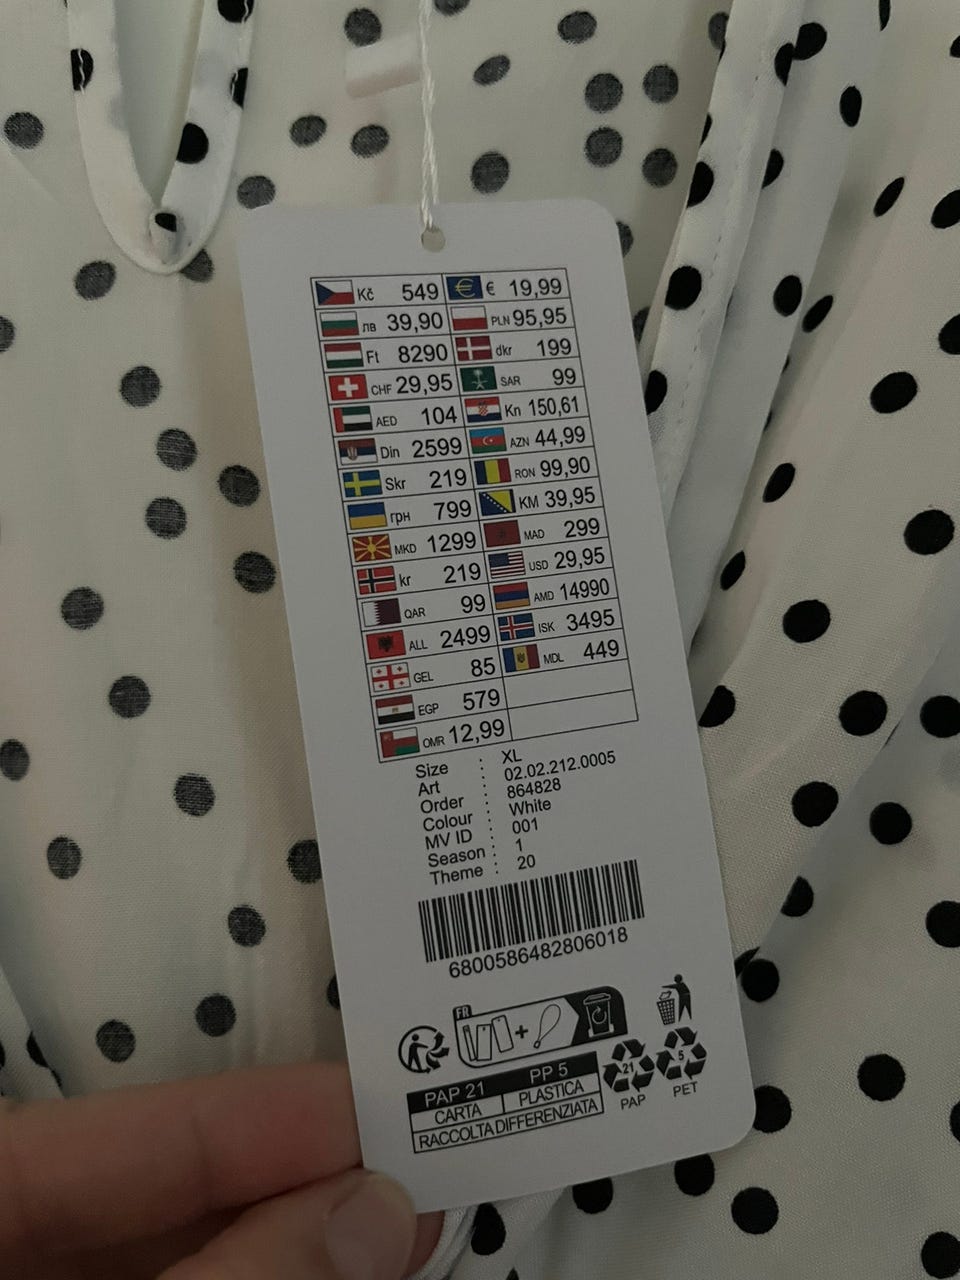 Kč 549 € 19,99
лв 39,90 PLN 95,95
Ft 8290 dkr 199
CHF 29,95 SAR 99
AED 104 Kn 150,61
Din 2599 AZN 44,99
Skr 219 RON 99,90
грн 799 KM 39,95
MKD 1299 MAD 299
kr 219 USD 29,95
QAR 99 AMD 14990
ALL 2499 ISK 3495
GEL 85 MDL 449
EGP 579
OMR 12,99
Size : XL
Art : 02.02.212.0005
Order : 864828
Colour : White
MV ID : 001
Season : 1
Theme : 20
6800586482806018
FR
+
PAP 21 PP 5
CARTA PLASTICA
RACCOLTA DIFFERENZIATA
21
PAP
5
PET